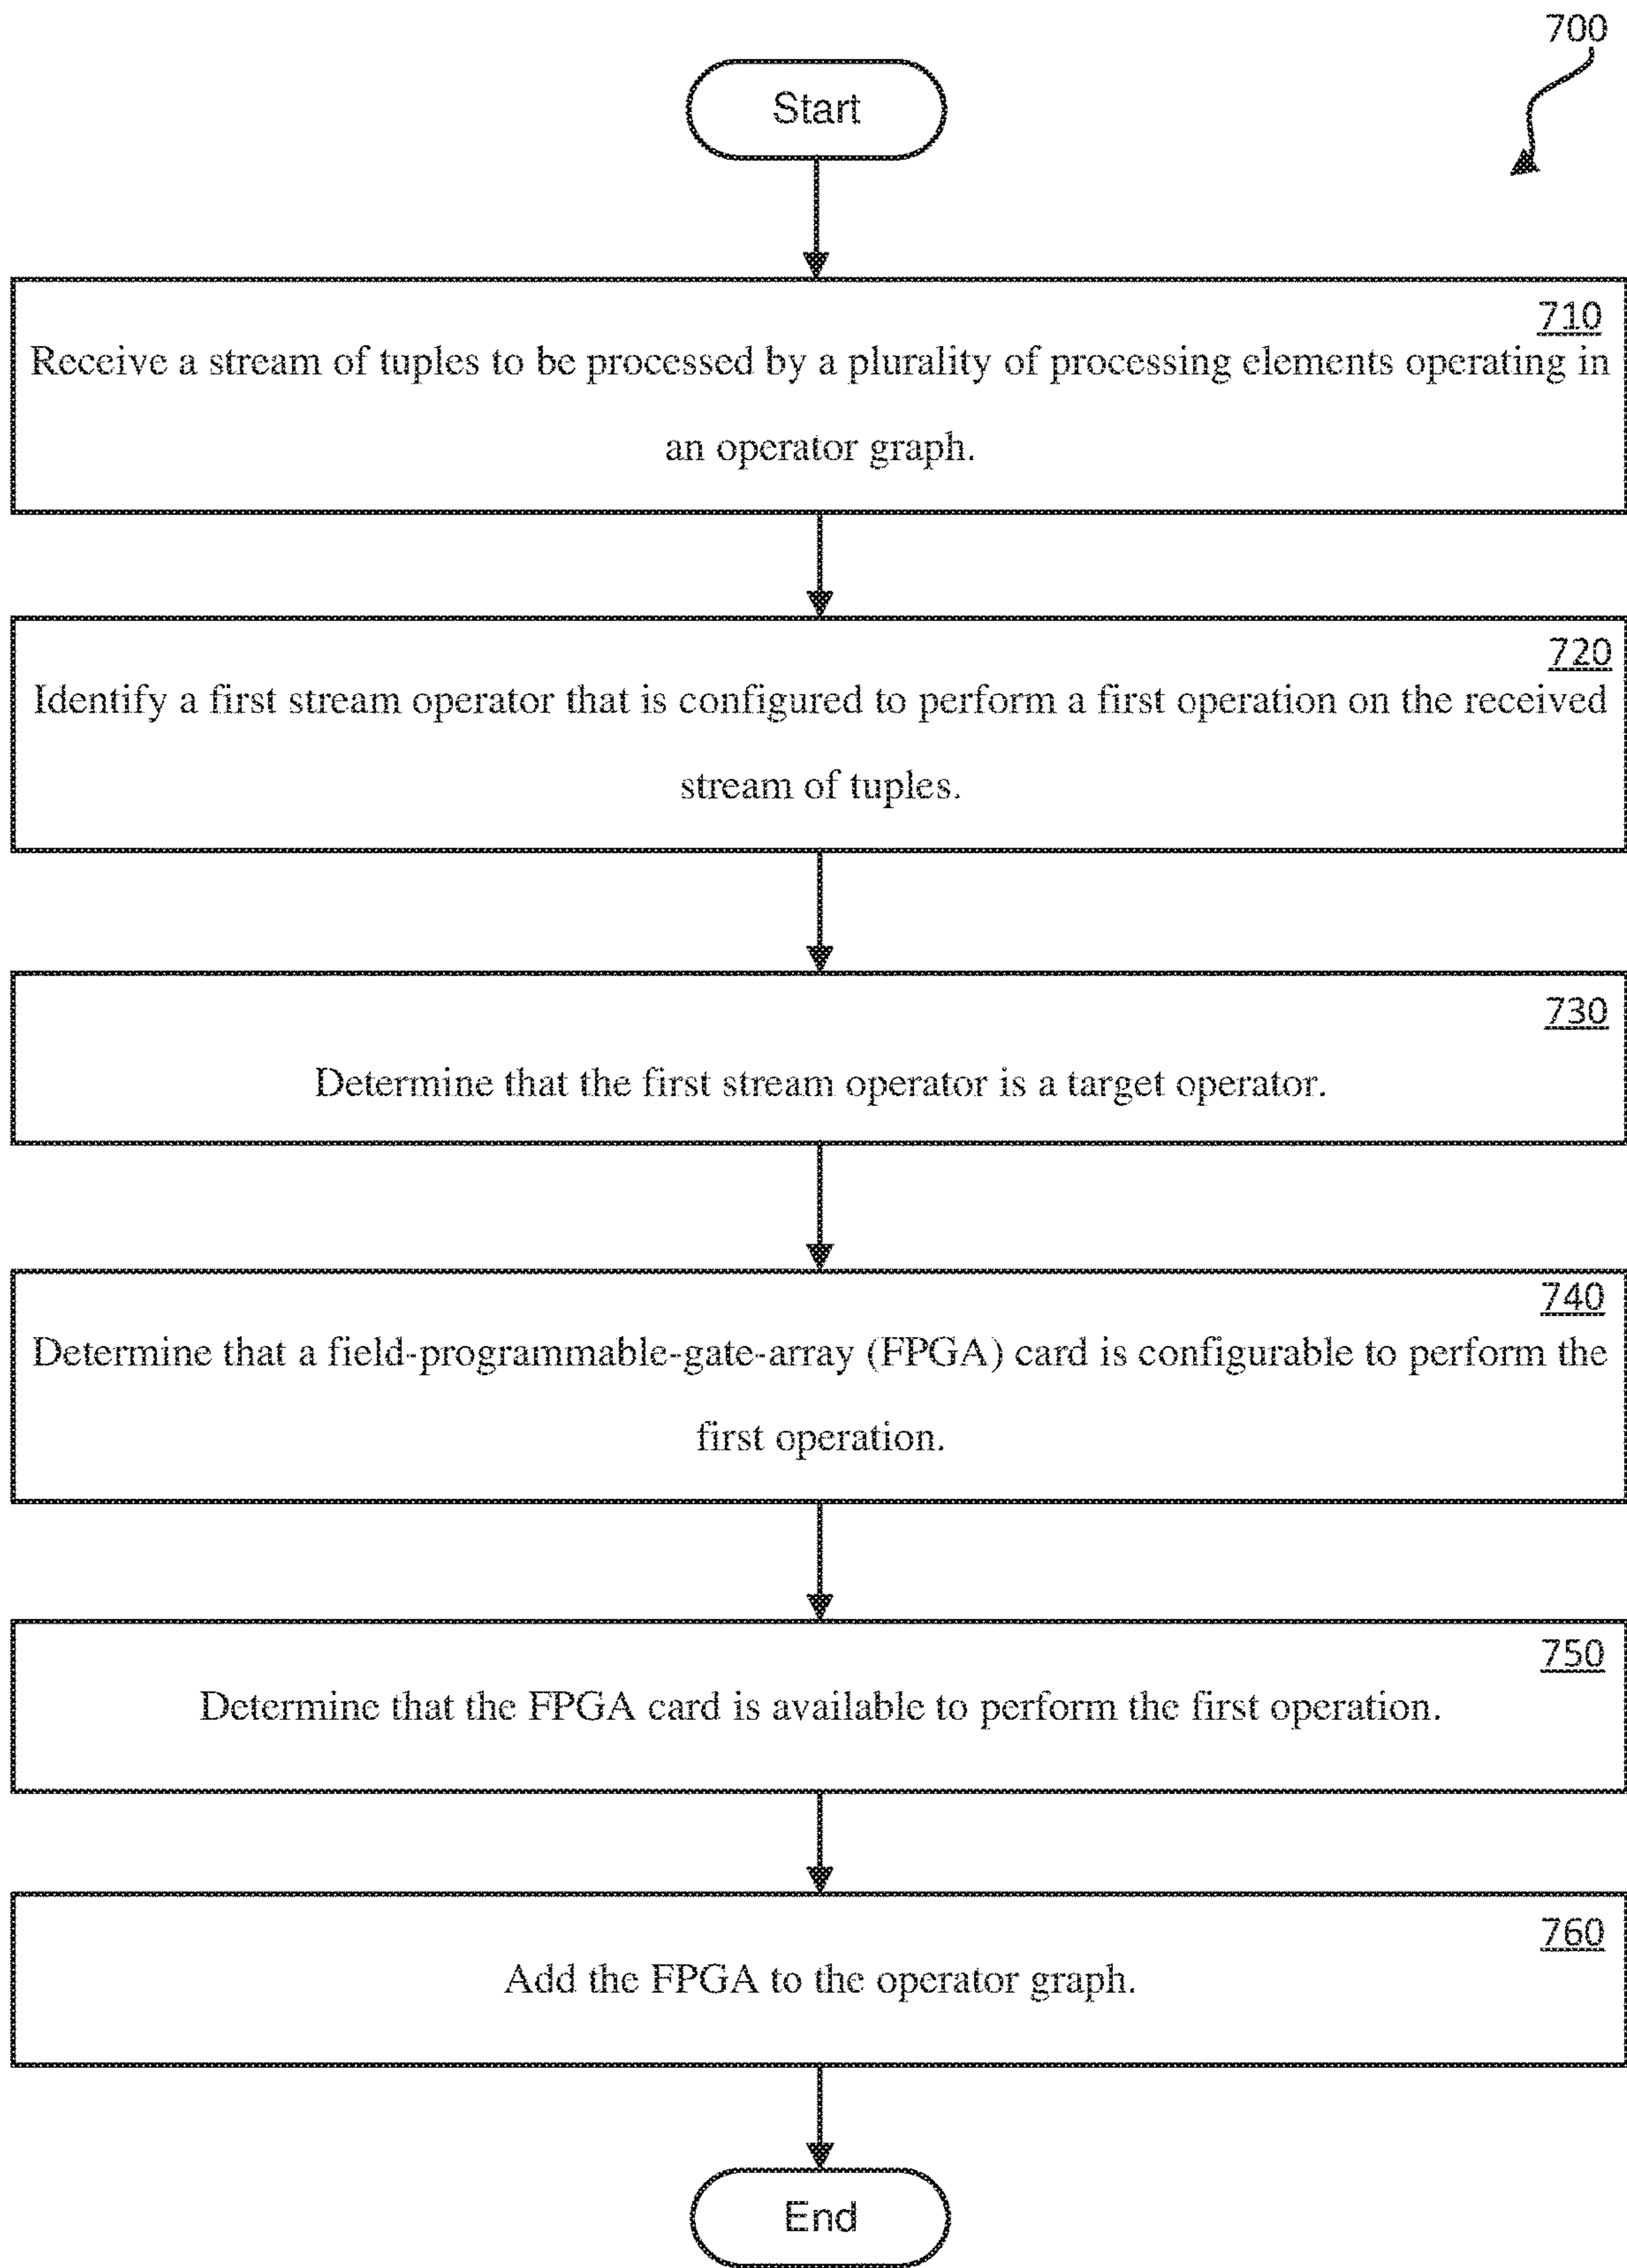 700
Start
710
Receive a stream of tuples to be processed by a plurality of processing elements operating in
an operator graph.
720
Identify a first stream operator that is configured to perform a first operation on the received
stream of tuples.
730
Determine that the first stream operator is a target operator.
740
Determine that a field-programmable-gate-array (FPGA) card is configurable to perform the
first operation.
750
Determine that the FPGA card is available to perform the first operation.
760
Add the FPGA to the operator graph.
End